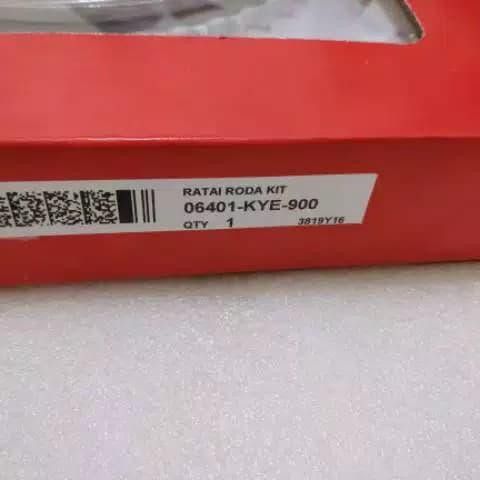 RATAI RODA KIT
06401-KYE-900
QTY 1 3819Y16